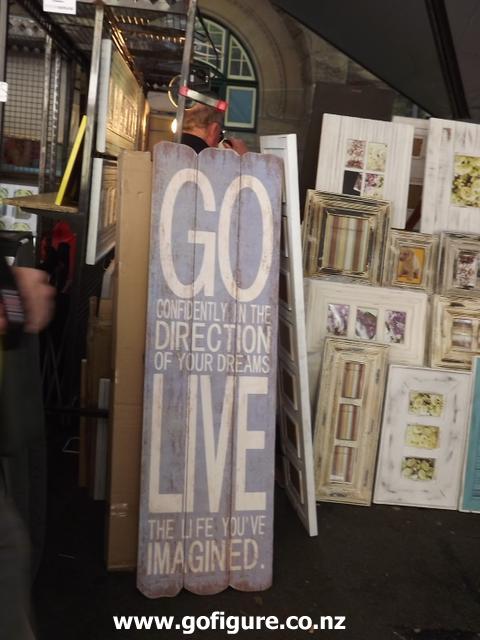 GO
CONFIDENTLY IN THE
DIRECTION
OF YOUR DREAMS
LIVE
THE LIFE YOU'VE
IMAGINED.
www.gofigure.co.nz